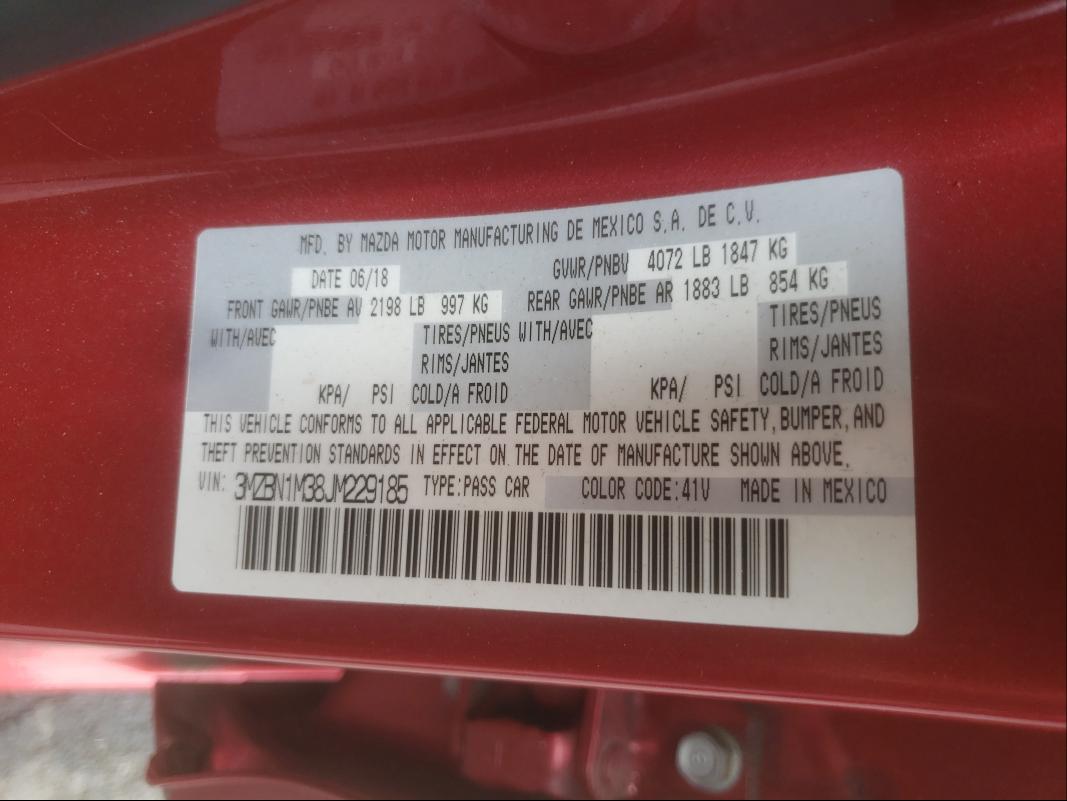 MFD. BY MAZDA MOTOR MANUFACTURING DE MEXICO S.A. DE C.V.
DATE 06/18 GVWR/PNBV 4072 LB 1847 KG
FRONT GAWR/PNBE AV 2198 LB 997 KG REAR GAWR/PNBE AR 1883 LB 854 KG
WITH/AVEC TIRES/PNEUS WITH/AVEC TIRES/PNEUS
RIMS/JANTES RIMS/JANTES
KPA/ PSI COLD/A FROID KPA/ PSI COLD/A FROID
THIS VEHICLE CONFORMS TO ALL APPLICABLE FEDERAL MOTOR VEHICLE SAFETY, BUMPER, AND
THEFT PREVENTION STANDARDS IN EFFECT ON THE DATE OF MANUFACTURE SHOWN ABOVE.
VIN: 3MZBN1M38JM229185 TYPE:PASS CAR COLOR CODE:41V MADE IN MEXICO